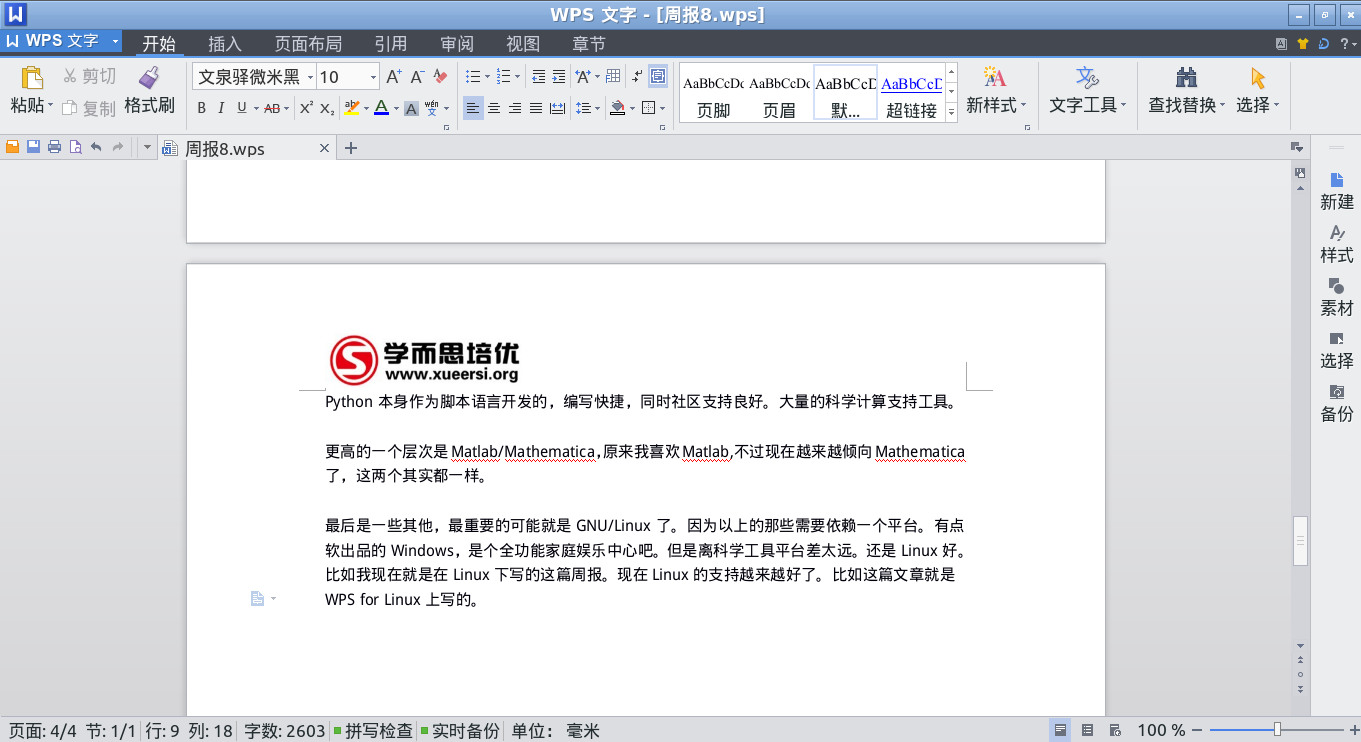 WPS 文字 - [周报8.wps]
WPS 文字 开始 插入 页面布局 引用 审阅 视图 章节
粘贴 剪切 复制 格式刷
文泉驿微米黑 10
B I U AB X² X₂
AaBbCcDc AaBbCcDc AaBbCcD AaBbCcD
页脚 页眉 默... 超链接
新样式 文字工具 查找替换 选择
周报8.wps
新建
样式
素材
选择
备份
学而思培优
www.xueersi.org
Python 本身作为脚本语言开发的，编写快捷，同时社区支持良好。大量的科学计算支持工具。
更高的一个层次是 Matlab/Mathematica,原来我喜欢 Matlab,不过现在越来越倾向 Mathematica
了，这两个其实都一样。
最后是一些其他，最重要的可能就是 GNU/Linux 了。因为以上的那些需要依赖一个平台。有点
软出品的 Windows，是个全功能家庭娱乐中心吧。但是离科学工具平台差太远。还是 Linux 好。
比如我现在就是在 Linux 下写的这篇周报。现在 Linux 的支持越来越好了。比如这篇文章就是
WPS for Linux 上写的。
页面: 4/4 节: 1/1 行: 9 列: 18 字数: 2603 拼写检查 实时备份 单位： 毫米 100 %